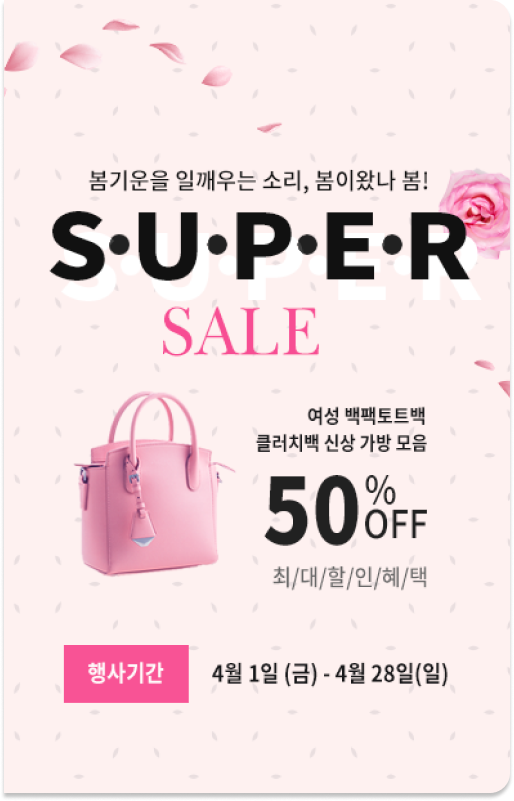 봄기운을 일깨우는 소리, 봄이왔나 봄!
S•U•P•E•R
SALE
여성 백팩토트백
클러치백 신상 가방 모음
50% OFF
최/대/할/인/혜/택
행사기간 4월 1일 (금) - 4월 28일(일)